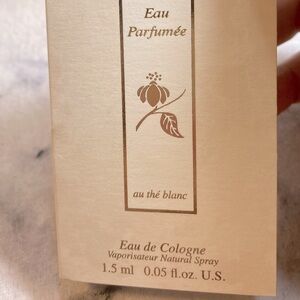 Eau
Parfumée
au thé blanc
Eau de Cologne
Vaporisateur Natural Spray
1.5 ml 0.05 fl.oz. U.S.